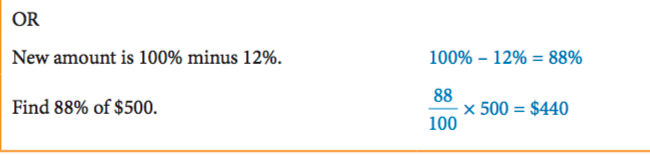 OR
New amount is 100% minus 12%. 100% – 12% = 88%
Find 88% of $500. 88/100 × 500 = $440